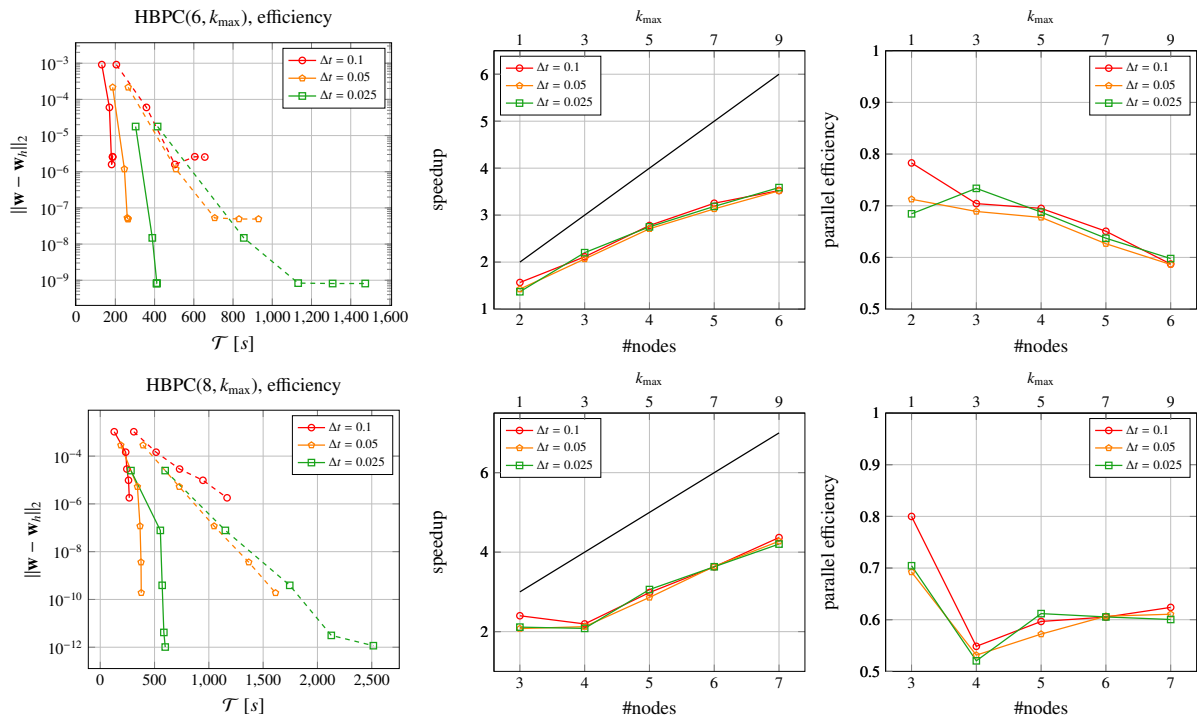 HBPC(6, k_max), efficiency
10^−3
10^−4
10^−5
10^−6
10^−7
10^−8
10^−9
0 200 400 600 800 1,000 1,200 1,400 1,600
||w − w_h||_2
𝒯 [s]
Δt = 0.1
Δt = 0.05
Δt = 0.025
k_max
1 3 5 7 9
6
5
4
3
2
1
2 3 4 5 6
speedup
#nodes
Δt = 0.1
Δt = 0.05
Δt = 0.025
k_max
1 3 5 7 9
1
0.9
0.8
0.7
0.6
0.5
2 3 4 5 6
parallel efficiency
#nodes
Δt = 0.1
Δt = 0.05
Δt = 0.025
HBPC(8, k_max), efficiency
10^−4
10^−6
10^−8
10^−10
10^−12
0 500 1,000 1,500 2,000 2,500
||w − w_h||_2
𝒯 [s]
Δt = 0.1
Δt = 0.05
Δt = 0.025
k_max
1 3 5 7 9
6
4
2
3 4 5 6 7
speedup
#nodes
Δt = 0.1
Δt = 0.05
Δt = 0.025
k_max
1 3 5 7 9
1
0.9
0.8
0.7
0.6
0.5
3 4 5 6 7
parallel efficiency
#nodes
Δt = 0.1
Δt = 0.05
Δt = 0.025